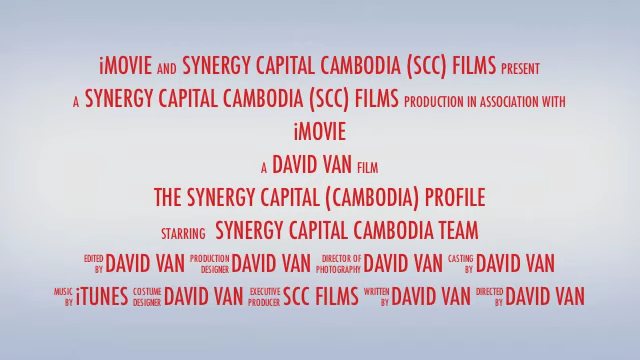 iMOVIE AND SYNERGY CAPITAL CAMBODIA (SCC) FILMS PRESENT
A SYNERGY CAPITAL CAMBODIA (SCC) FILMS PRODUCTION IN ASSOCIATION WITH
iMOVIE
A DAVID VAN FILM
THE SYNERGY CAPITAL (CAMBODIA) PROFILE
STARRING SYNERGY CAPITAL CAMBODIA TEAM
EDITED BY DAVID VAN PRODUCTION DESIGNER DAVID VAN DIRECTOR OF PHOTOGRAPHY DAVID VAN CASTING BY DAVID VAN
MUSIC BY iTUNES COSTUME DESIGNER DAVID VAN EXECUTIVE PRODUCER SCC FILMS WRITTEN BY DAVID VAN DIRECTED BY DAVID VAN